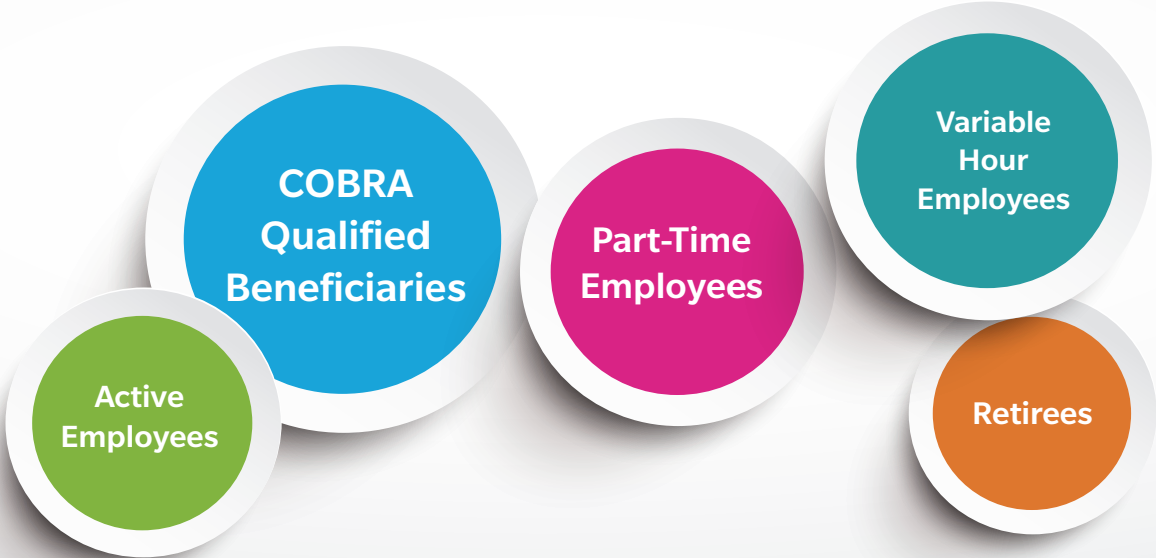 Active
Employees
COBRA
Qualified
Beneficiaries
Part-Time
Employees
Variable
Hour
Employees
Retirees